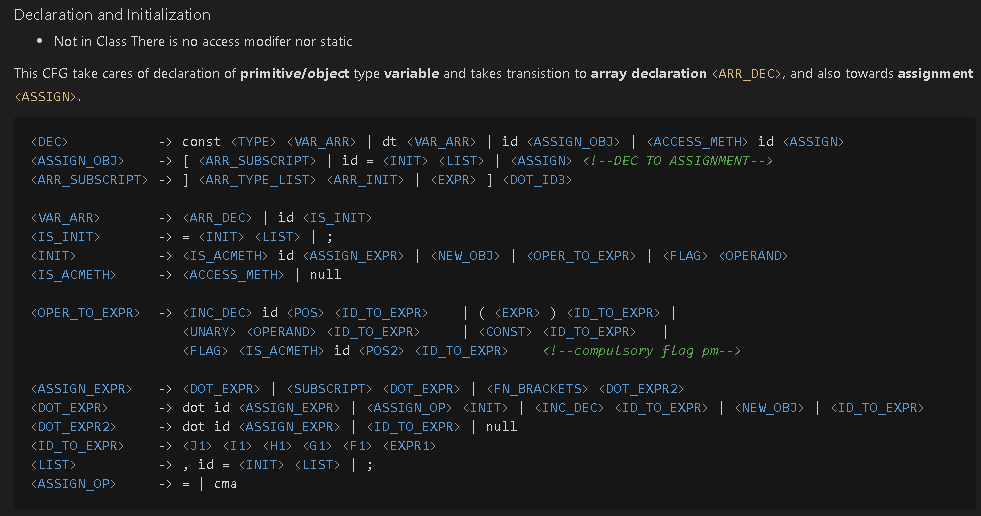 Declaration and Initialization
• Not in Class There is no access modifer nor static
This CFG take cares of declaration of primitive/object type variable and takes transistion to array declaration <ARR_DEC>, and also towards assignment
<ASSIGN>.
<DEC> -> const <TYPE> <VAR_ARR> | dt <VAR_ARR> | id <ASSIGN_OBJ> | <ACCESS_METH> id <ASSIGN>
<ASSIGN_OBJ> -> [ <ARR_SUBSCRIPT> | id = <INIT> <LIST> | <ASSIGN> <!--DEC TO ASSIGNMENT-->
<ARR_SUBSCRIPT> -> ] <ARR_TYPE_LIST> <ARR_INIT> | <EXPR> ] <DOT_ID3>
<VAR_ARR> -> <ARR_DEC> | id <IS_INIT>
<IS_INIT> -> = <INIT> <LIST> | ;
<INIT> -> <IS_ACMETH> id <ASSIGN_EXPR> | <NEW_OBJ> | <OPER_TO_EXPR> | <FLAG> <OPERAND>
<IS_ACMETH> -> <ACCESS_METH> | null
<OPER_TO_EXPR> -> <INC_DEC> id <POS> <ID_TO_EXPR> | ( <EXPR> ) <ID_TO_EXPR> |
<UNARY> <OPERAND> <ID_TO_EXPR> | <CONST> <ID_TO_EXPR> |
<FLAG> <IS_ACMETH> id <POS2> <ID_TO_EXPR> <!--compulsory flag pm-->
<ASSIGN_EXPR> -> <DOT_EXPR> | <SUBSCRIPT> <DOT_EXPR> | <FN_BRACKETS> <DOT_EXPR2>
<DOT_EXPR> -> dot id <ASSIGN_EXPR> | <ASSIGN_OP> <INIT> | <INC_DEC> <ID_TO_EXPR> | <NEW_OBJ> | <ID_TO_EXPR>
<DOT_EXPR2> -> dot id <ASSIGN_EXPR> | <ID_TO_EXPR> | null
<ID_TO_EXPR> -> <J1> <I1> <H1> <G1> <F1> <EXPR1>
<LIST> -> , id = <INIT> <LIST> | ;
<ASSIGN_OP> -> = | cma